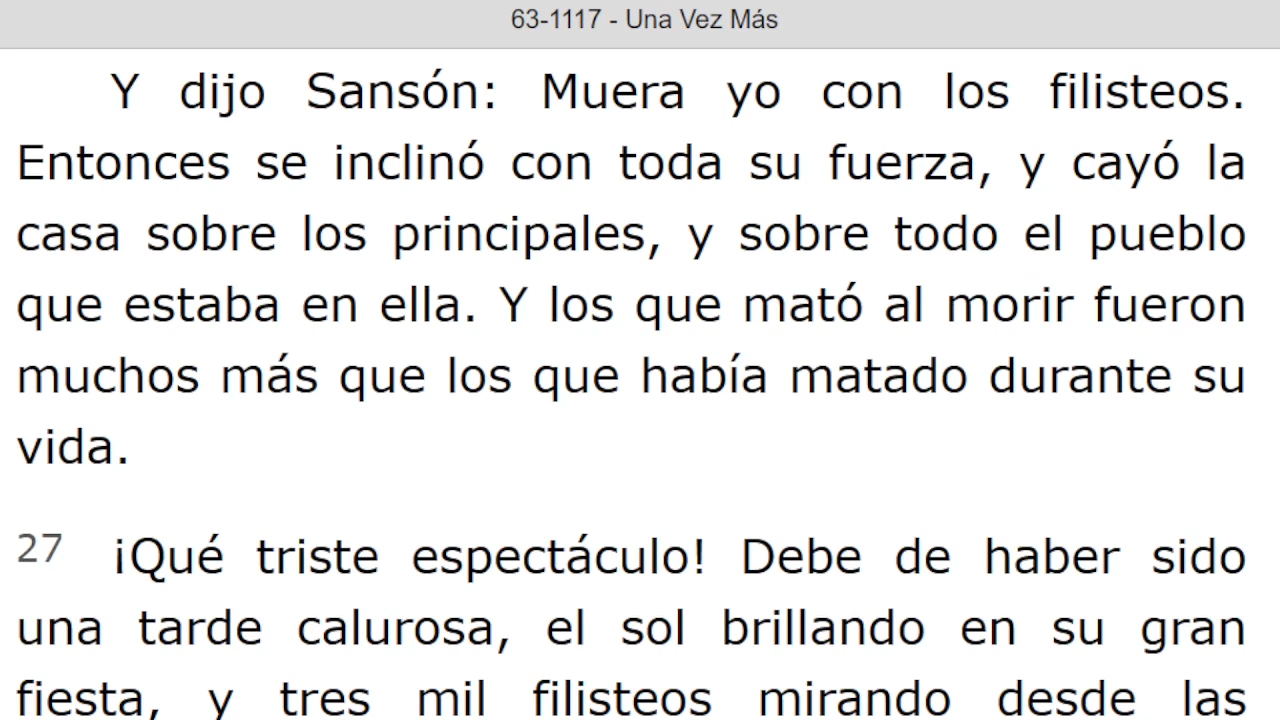 63-1117 - Una Vez Más
Y dijo Sansón: Muera yo con los filisteos.
Entonces se inclinó con toda su fuerza, y cayó la
casa sobre los principales, y sobre todo el pueblo
que estaba en ella. Y los que mató al morir fueron
muchos más que los que había matado durante su
vida.
27 ¡Qué triste espectáculo! Debe de haber sido
una tarde calurosa, el sol brillando en su gran
fiesta, y tres mil filisteos mirando desde las